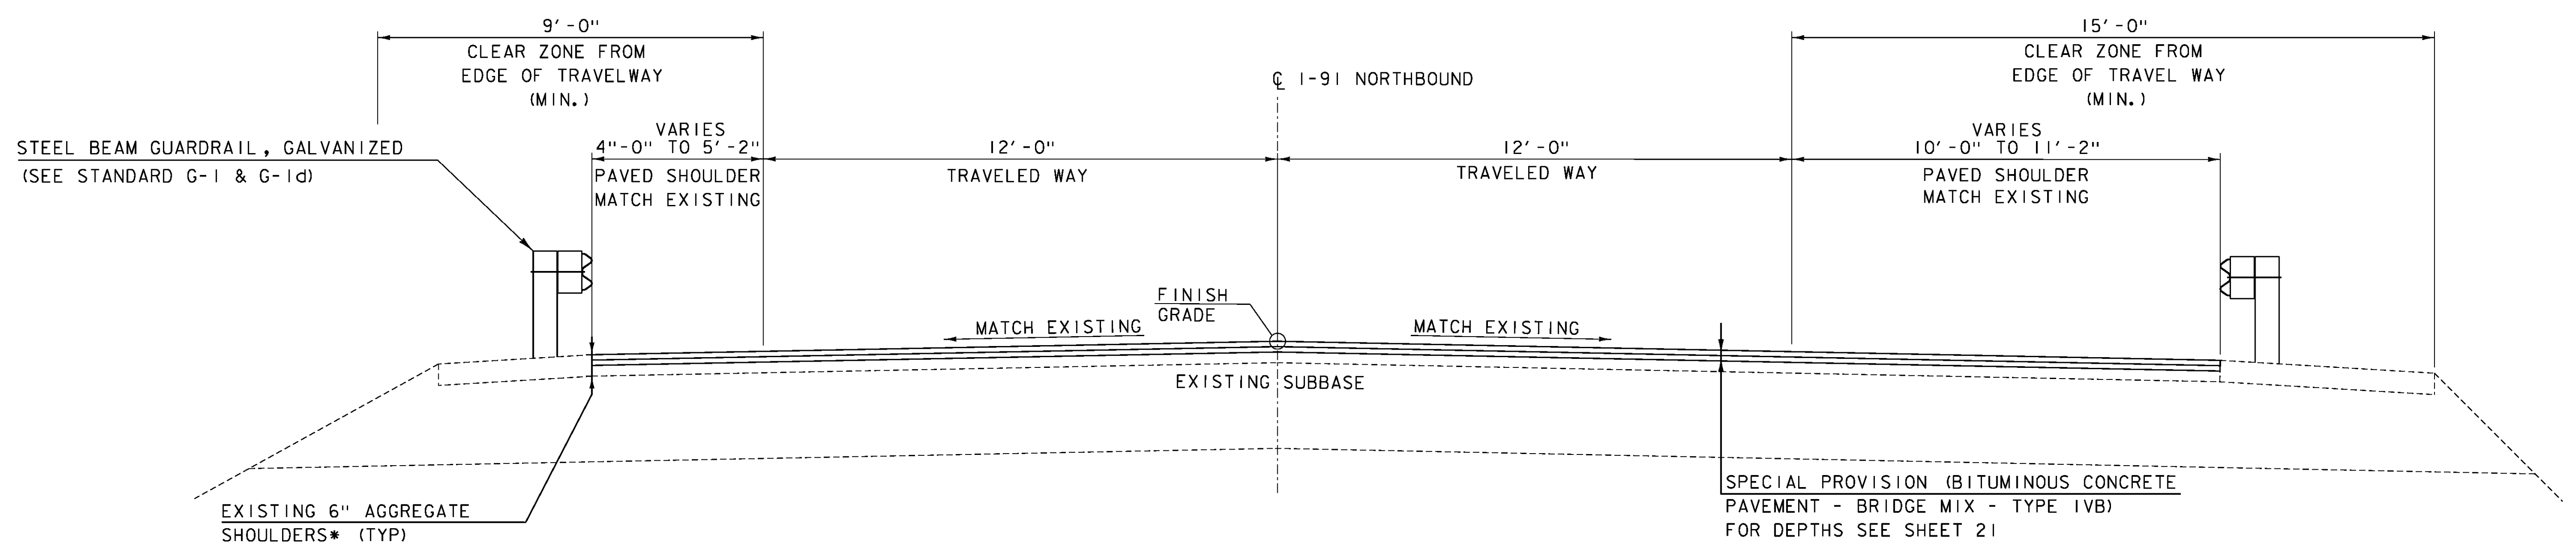 9'-0"
CLEAR ZONE FROM
EDGE OF TRAVELWAY
(MIN.)
15'-0"
CLEAR ZONE FROM
EDGE OF TRAVEL WAY
(MIN.)
℄ I-91 NORTHBOUND
STEEL BEAM GUARDRAIL, GALVANIZED
(SEE STANDARD G-1 & G-1d)
VARIES
4"-0" TO 5'-2"
PAVED SHOULDER
MATCH EXISTING
12'-0"
TRAVELED WAY
12'-0"
TRAVELED WAY
VARIES
10'-0" TO 11'-2"
PAVED SHOULDER
MATCH EXISTING
FINISH
GRADE
MATCH EXISTING
MATCH EXISTING
EXISTING SUBBASE
EXISTING 6" AGGREGATE
SHOULDERS* (TYP)
SPECIAL PROVISION (BITUMINOUS CONCRETE
PAVEMENT - BRIDGE MIX - TYPE IVB)
FOR DEPTHS SEE SHEET 21